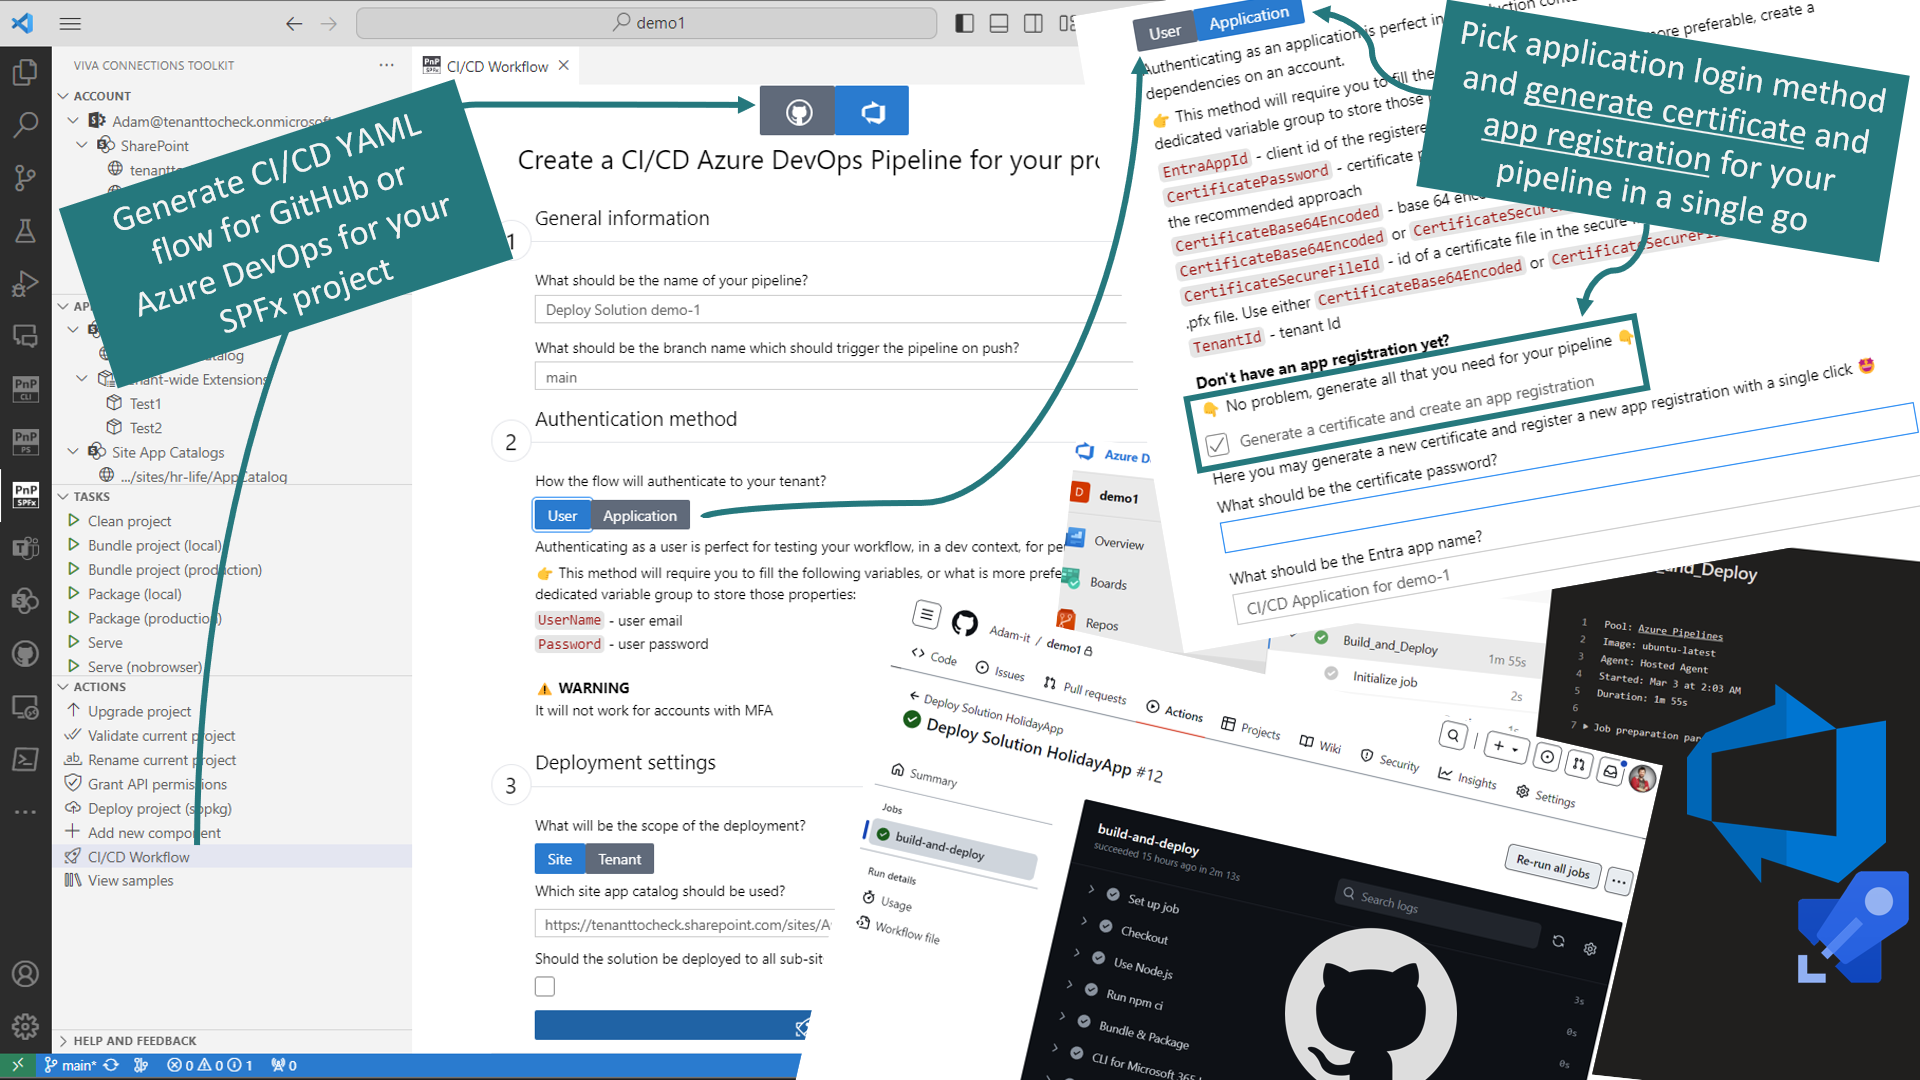 demo1
VIVA CONNECTIONS TOOLKIT
CI/CD Workflow
ACCOUNT
Adam@tenanttocheck.onmicrosoft
SharePoint
Generate CI/CD YAML
flow for GitHub or
Azure DevOps for your
SPFx project
Tenant-wide Extensions
Test1
Test2
Site App Catalogs
.../sites/hr-life/AppCatalog
TASKS
Clean project
Bundle project (local)
Bundle project (production)
Package (local)
Package (production)
Serve
Serve (nobrowser)
ACTIONS
Upgrade project
Validate current project
Rename current project
Grant API permissions
Deploy project (sppkg)
Add new component
CI/CD Workflow
View samples
HELP AND FEEDBACK
main*
0 0 1
0
PnP
CLI
PnP
PS
PnP
SPFx
Create a CI/CD Azure DevOps Pipeline for your pro
1
General information
What should be the name of your pipeline?
Deploy Solution demo-1
What should be the branch name which should trigger the pipeline on push?
main
2
Authentication method
How the flow will authenticate to your tenant?
User Application
Authenticating as a user is perfect for testing your workflow, in a dev context, for pe
👉 This method will require you to fill the following variables, or what is more prefe
dedicated variable group to store those properties:
UserName - user email
Password - user password
⚠ WARNING
It will not work for accounts with MFA
3
Deployment settings
What will be the scope of the deployment?
Site Tenant
Which site app catalog should be used?
https://tenanttocheck.sharepoint.com/sites/A
Should the solution be deployed to all sub-sit
User Application
Authenticating as an application is perfect in
dependencies on an account.
👉 This method will require you to fill the
more preferable, create a
dedicated variable group to store those
EntraAppId - client id of the registere
CertificatePassword - certificate
the recommended approach
CertificateBase64Encoded - base 64 enc
CertificateBase64Encoded or CertificateSecure
CertificateSecureFileId - id of a certificate file in the secure
.pfx file. Use either CertificateBase64Encoded or CertificateSecureFi
TenantId - tenant Id
Don't have an app registration yet?
👇 No problem, generate all that you need for your pipeline 👇
Generate a certificate and create an app registration
Here you may generate a new certificate and register a new app registration with a single click 🤩
What should be the certificate password?
What should be the Entra app name?
CI/CD Application for demo-1
Pick application login method
and generate certificate and
app registration for your
pipeline in a single go
Azure D
D demo1
Overview
Boards
Repos
Build_and_Deploy 1m 55s
Initialize job 2s
_and_Deploy
1 Pool: Azure Pipelines
2 Image: ubuntu-latest
3 Agent: Hosted Agent
4 Started: Mar 3 at 2:03 AM
5 Duration: 1m 55s
6
7 Job preparation par
Adam-it / demo1
Code Issues Pull requests Actions Projects Wiki Security Insights Settings
Deploy Solution HolidayApp
Deploy Solution HolidayApp #12
Re-run all jobs
Summary
Jobs
build-and-deploy
Run details
Usage
Workflow file
build-and-deploy
succeeded 15 hours ago in 2m 13s
Search logs
Set up job
Checkout
Use Node.js
Run npm ci
Bundle & Package
CLI for Microsoft 365
3s
0s
0s